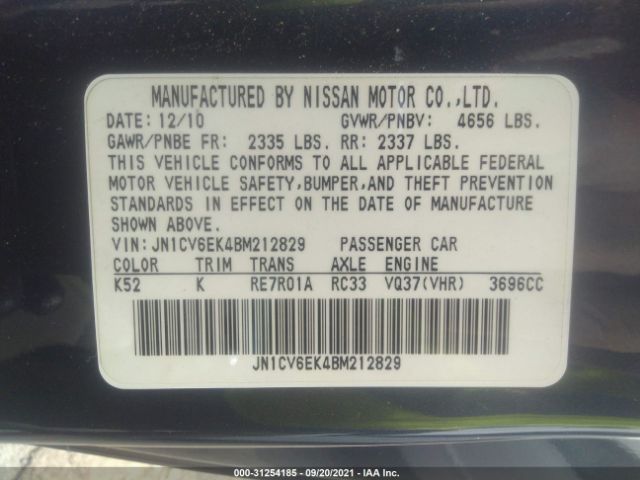 MANUFACTURED BY NISSAN MOTOR CO.,LTD.
DATE: 12/10 GVWR/PNBV: 4656 LBS.
GAWR/PNBE FR: 2335 LBS. RR: 2337 LBS.
THIS VEHICLE CONFORMS TO ALL APPLICABLE FEDERAL
MOTOR VEHICLE SAFETY,BUMPER,AND THEFT PREVENTION
STANDARDS IN EFFECT ON THE DATE OF MANUFACTURE
SHOWN ABOVE.
VIN: JN1CV6EK4BM212829 PASSENGER CAR
COLOR TRIM TRANS AXLE ENGINE
K52 K RE7R01A RC33 VQ37(VHR) 3696CC
JN1CV6EK4BM212829
000-31254185 - 09/20/2021 - IAA Inc.